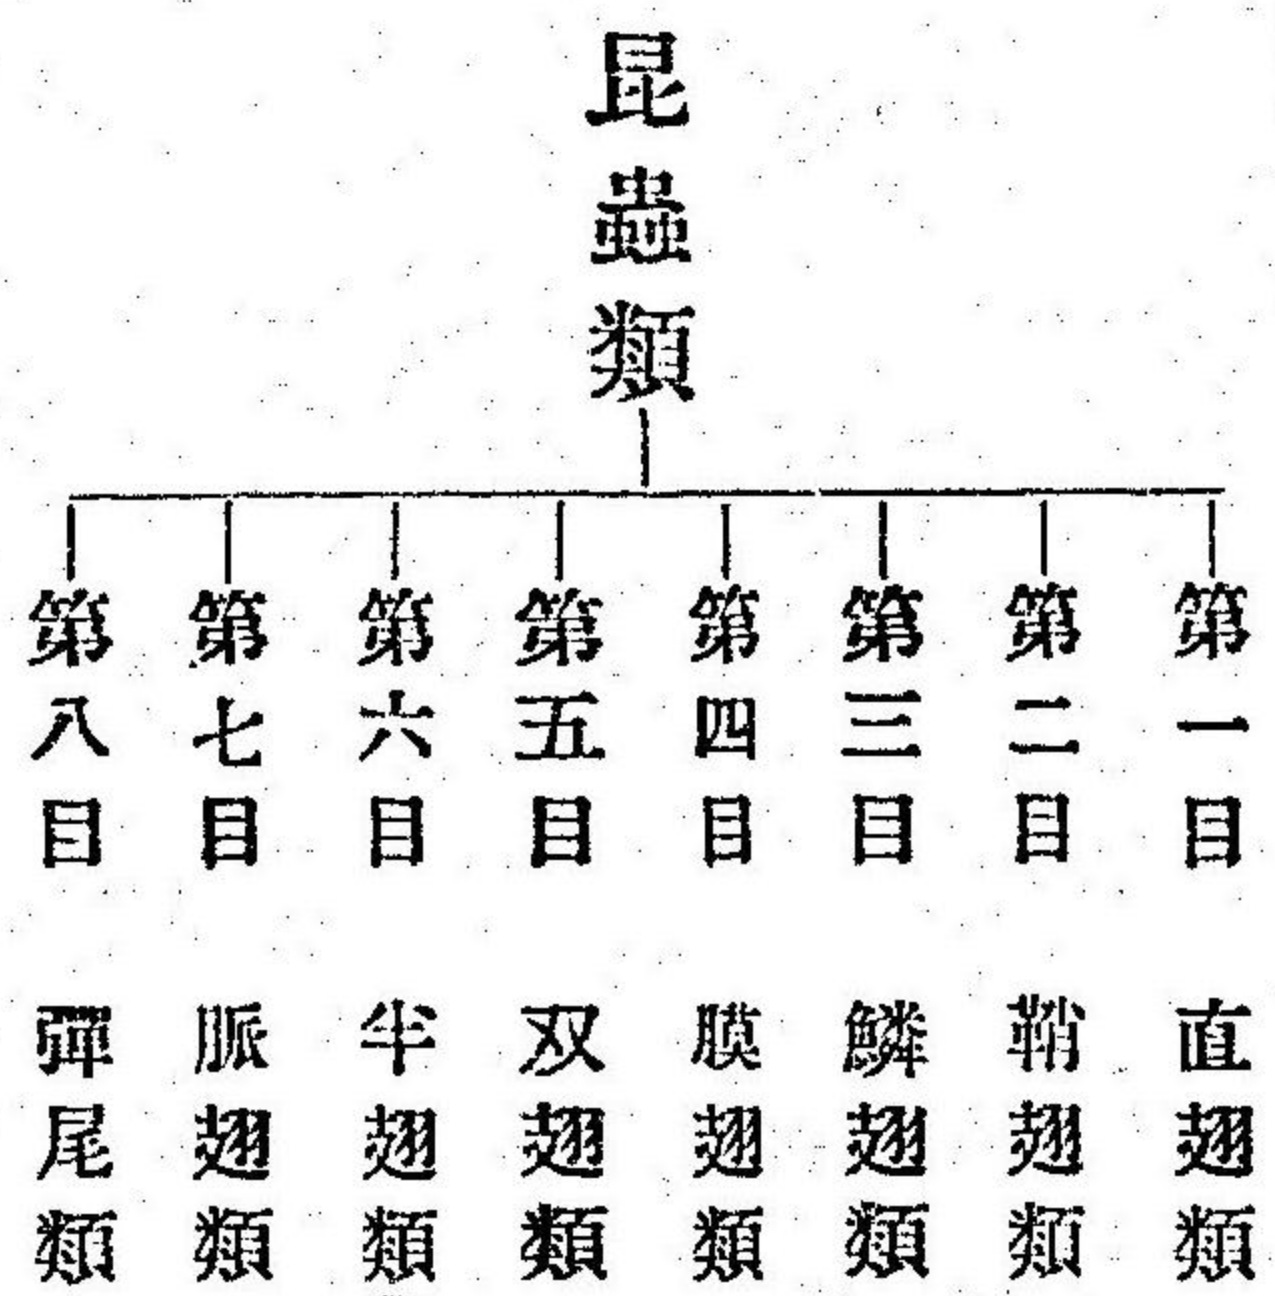 昆蟲類
第一目 直翅類
第二目 鞘翅類
第三目 鱗翅類
第四目 膜翅類
第五目 双翅類
第六目 半翅類
第七目 脈翅類
第八目 彈尾類